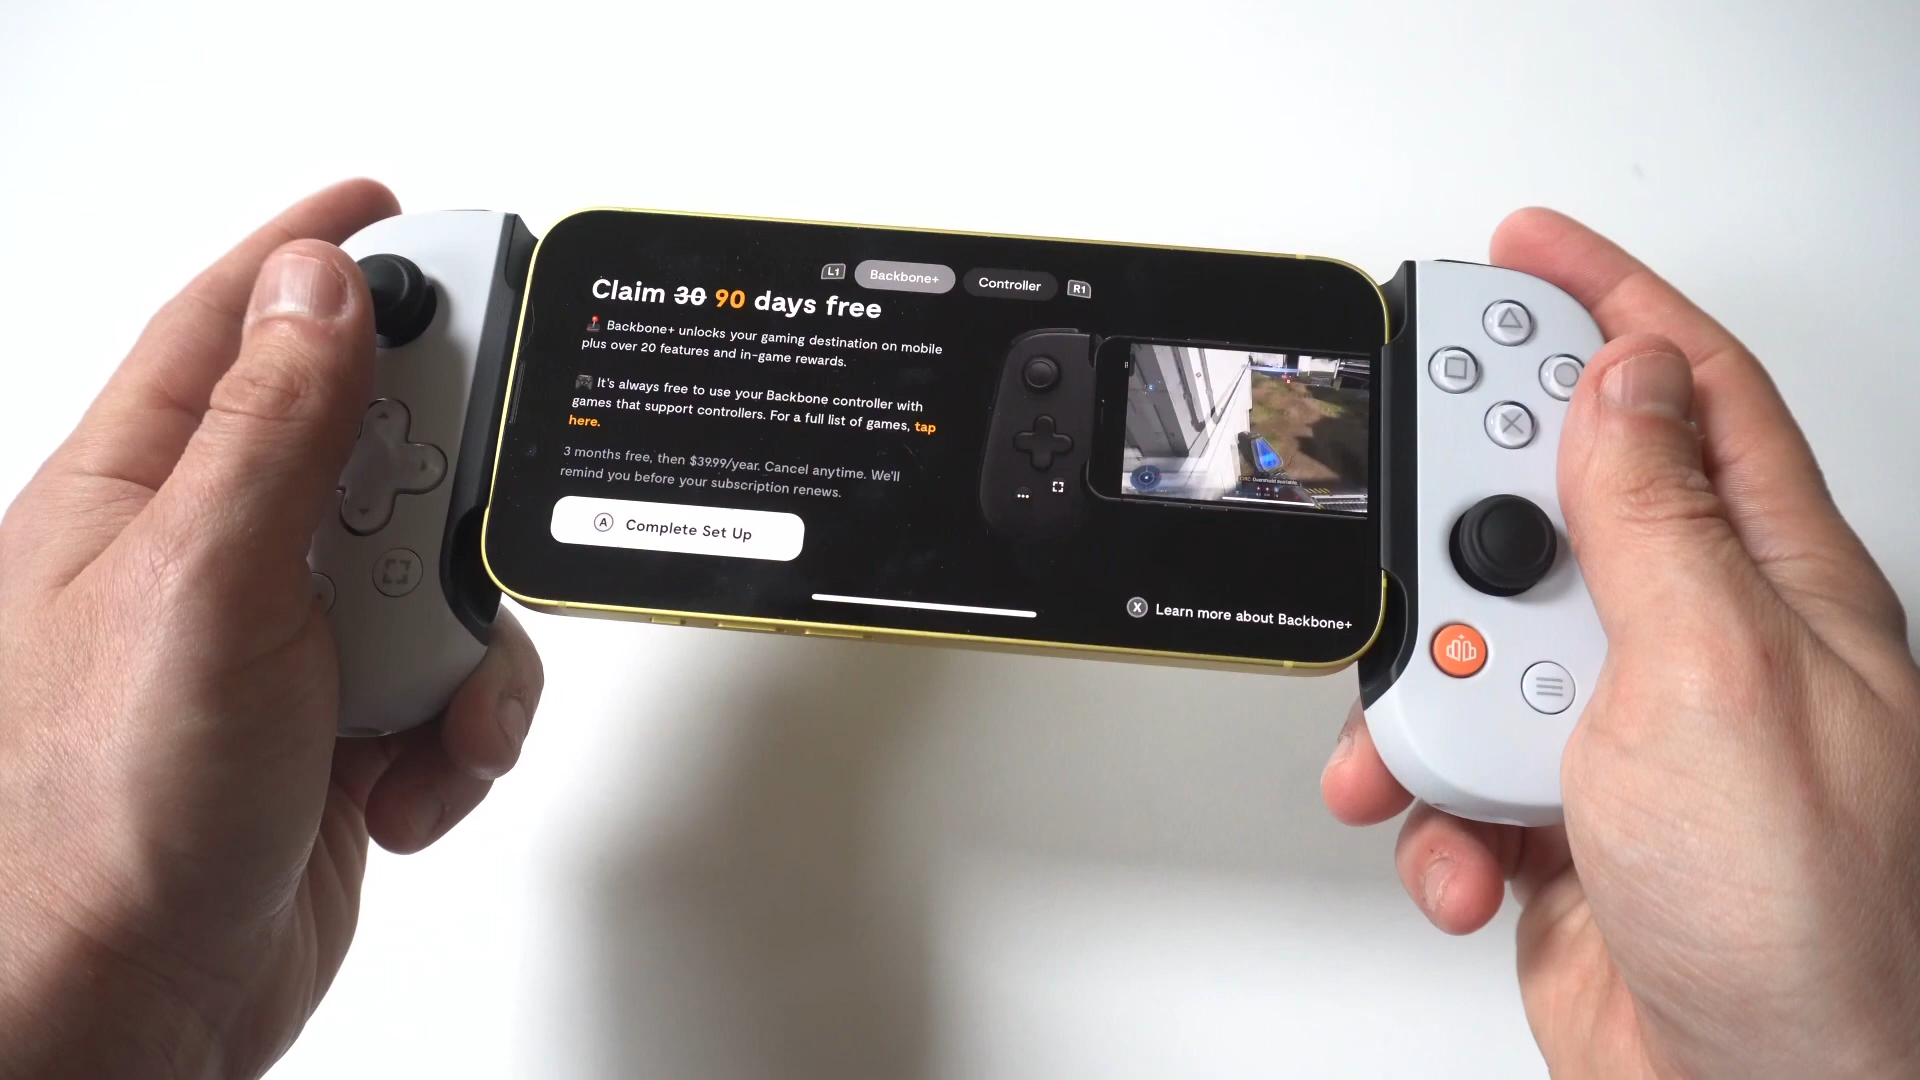 L1 Backbone+ Controller R1
Claim 30 90 days free
Backbone+ unlocks your gaming destination on mobile
plus over 20 features and in-game rewards.
It's always free to use your Backbone controller with
games that support controllers. For a full list of games, tap
here.
3 months free, then $39.99/year. Cancel anytime. We'll
remind you before your subscription renews.
A Complete Set Up
X Learn more about Backbone+